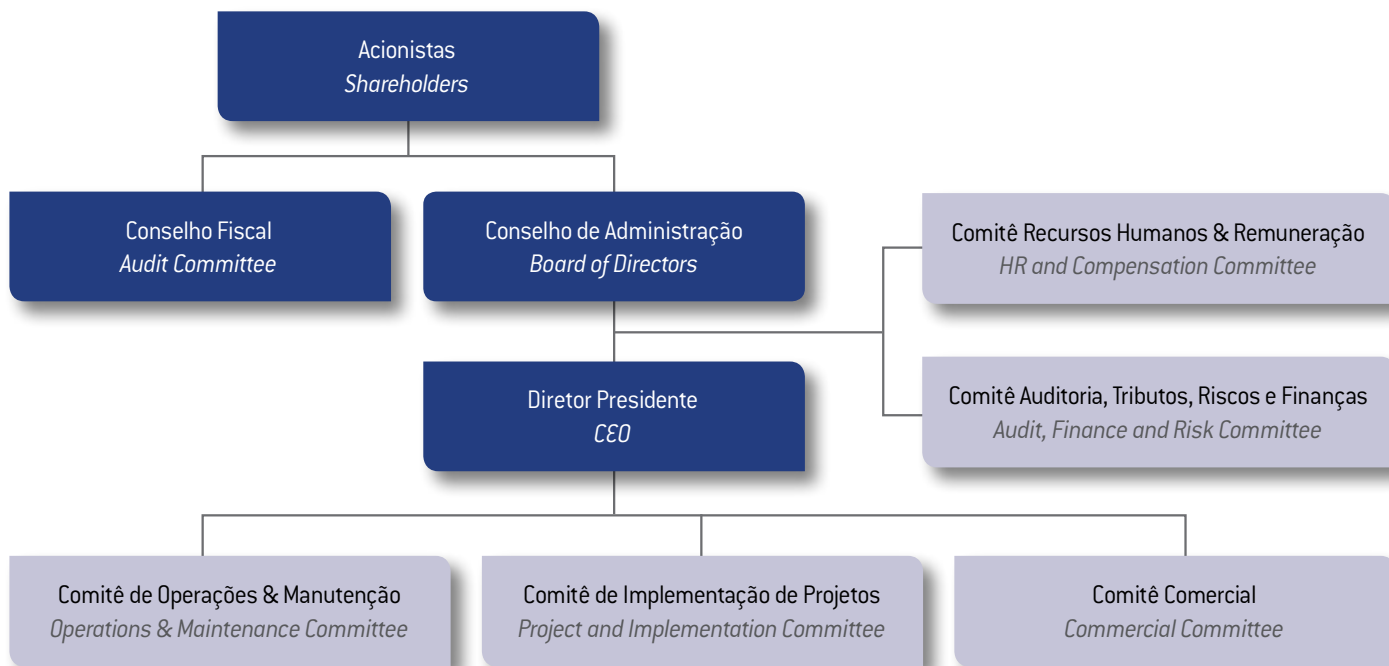 Acionistas
Shareholders
Conselho Fiscal
Audit Committee
Conselho de Administração
Board of Directors
Comitê Recursos Humanos & Remuneração
HR and Compensation Committee
Diretor Presidente
CEO
Comitê Auditoria, Tributos, Riscos e Finanças
Audit, Finance and Risk Committee
Comitê de Operações & Manutenção
Operations & Maintenance Committee
Comitê de Implementação de Projetos
Project and Implementation Committee
Comitê Comercial
Commercial Committee